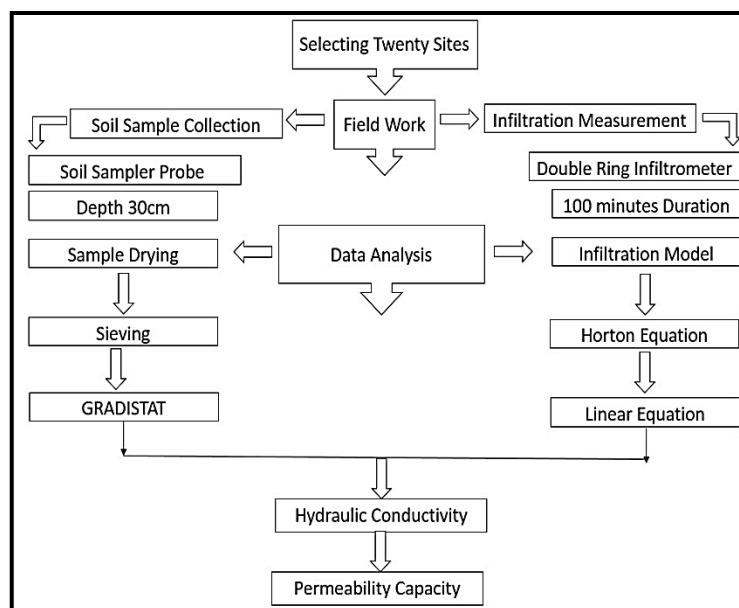 Selecting Twenty Sites
Soil Sample Collection
Field Work
Infiltration Measurement
Soil Sampler Probe
Double Ring Infiltrometer
Depth 30cm
100 minutes Duration
Sample Drying
Data Analysis
Infiltration Model
Sieving
Horton Equation
GRADISTAT
Linear Equation
Hydraulic Conductivity
Permeability Capacity